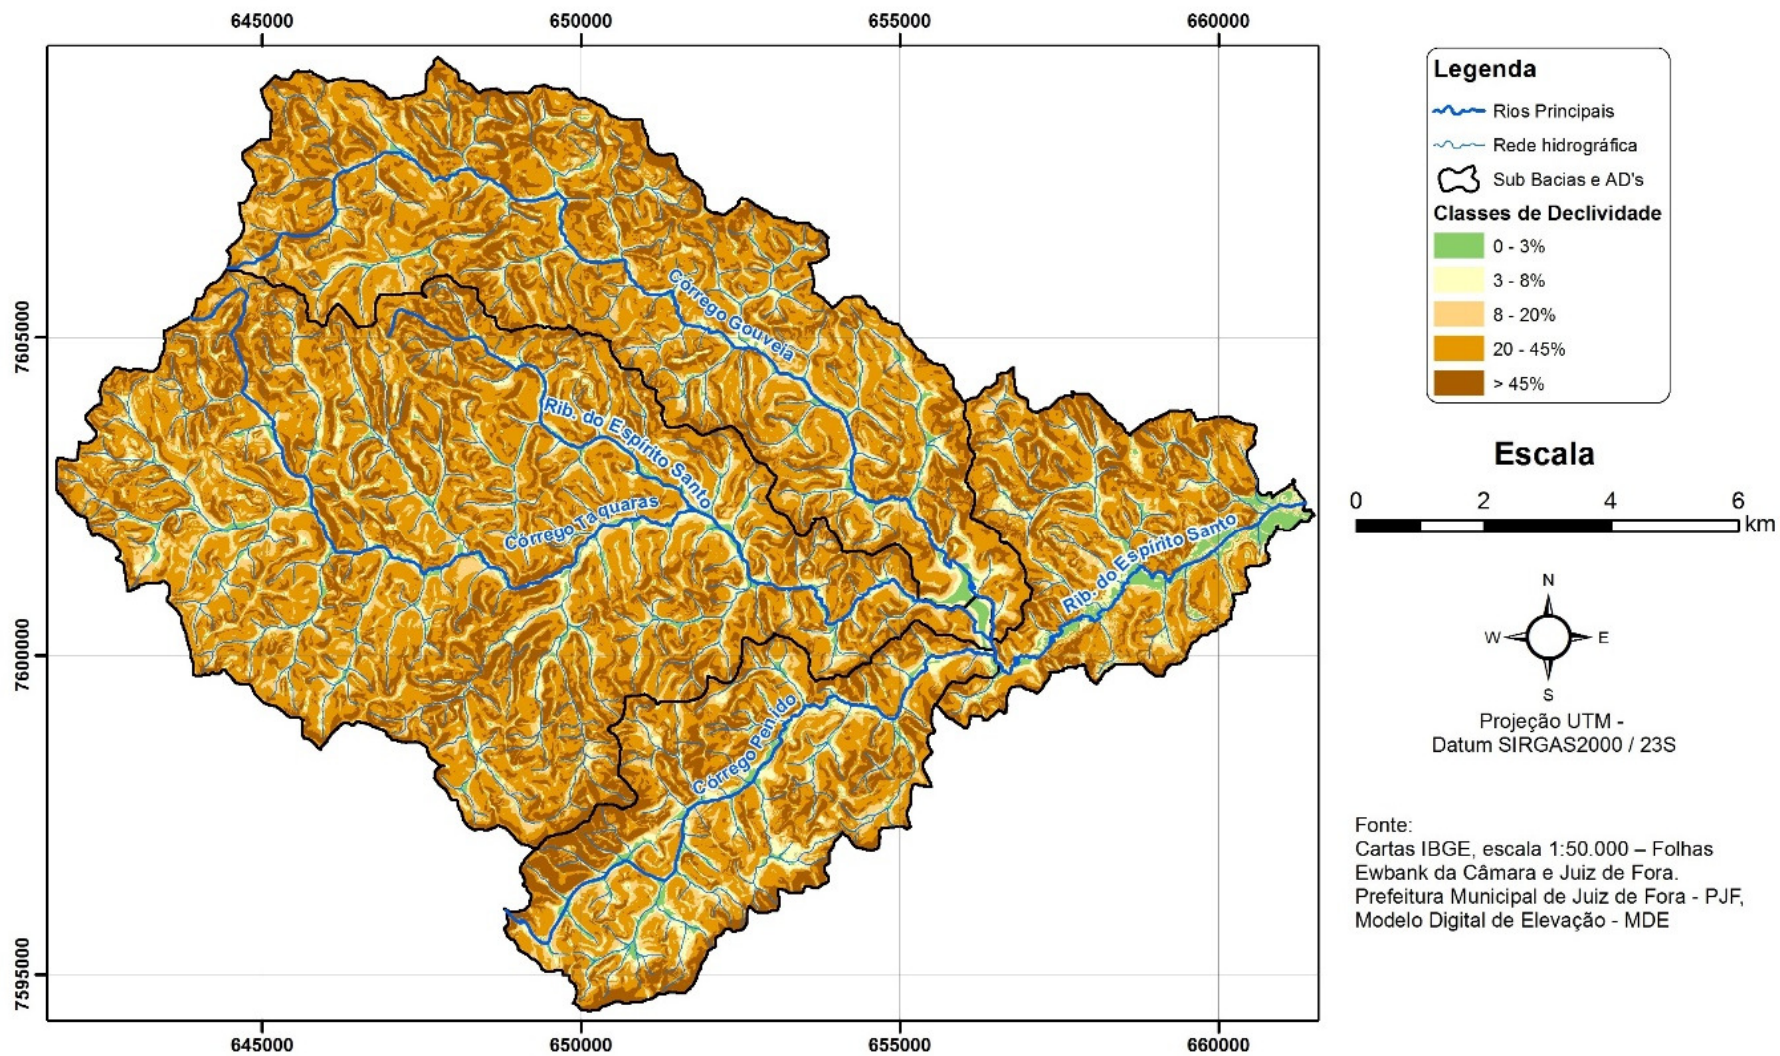 645000
650000
655000
660000
7605000
7600000
7595000
Córrego Gouveia
Rib. do Espírito Santo
Córrego Taquaras
Rib. do Espírito Santo
Córrego Penido
645000
650000
655000
660000
Legenda
Rios Principais
Rede hidrográfica
Sub Bacias e AD's
Classes de Declividade
0 - 3%
3 - 8%
8 - 20%
20 - 45%
> 45%
Escala
0 2 4 6
km
N
W E
S
Projeção UTM -
Datum SIRGAS2000 / 23S
Fonte:
Cartas IBGE, escala 1:50.000 – Folhas
Ewbank da Câmara e Juiz de Fora.
Prefeitura Municipal de Juiz de Fora - PJF,
Modelo Digital de Elevação - MDE